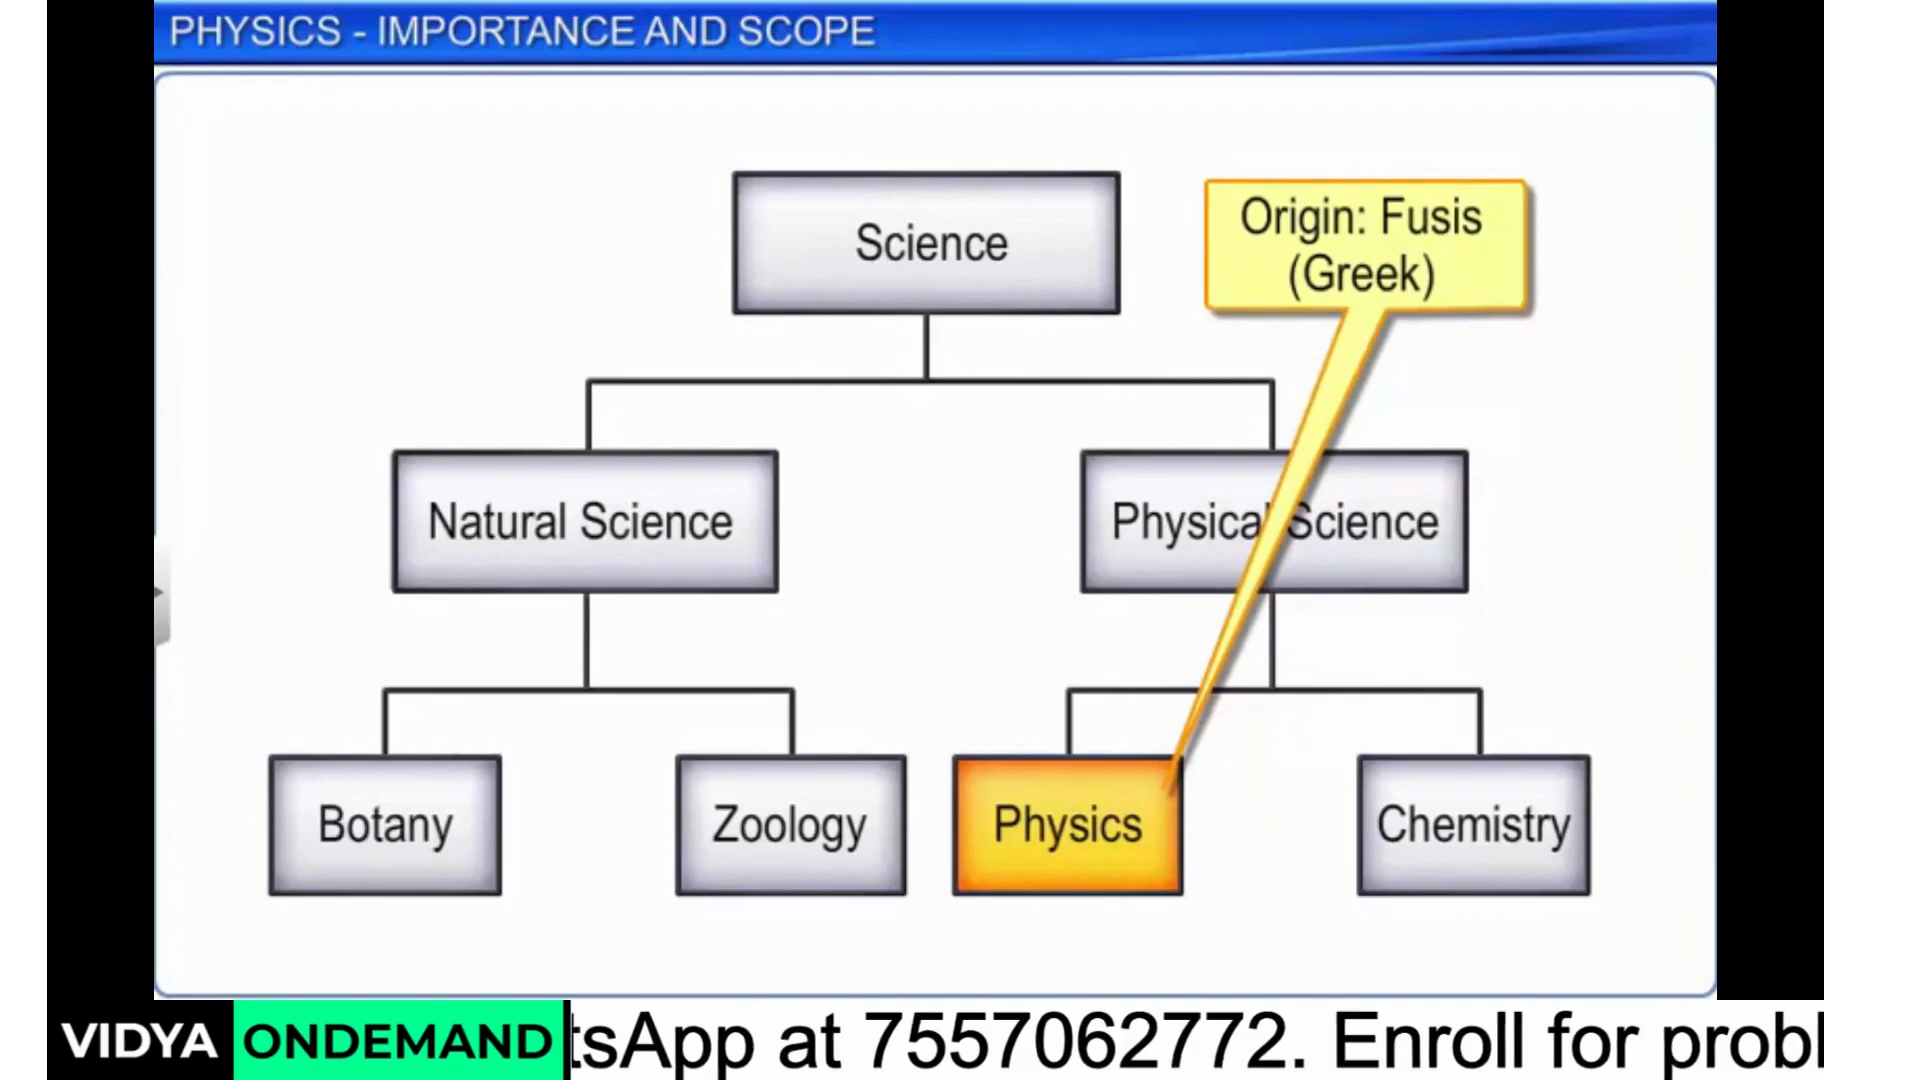 PHYSICS - IMPORTANCE AND SCOPE
Science
Origin: Fusis
(Greek)
Natural Science
Physical Science
Botany
Zoology
Physics
Chemistry
VIDYA ONDEMAND
tsApp at 7557062772. Enroll for probl